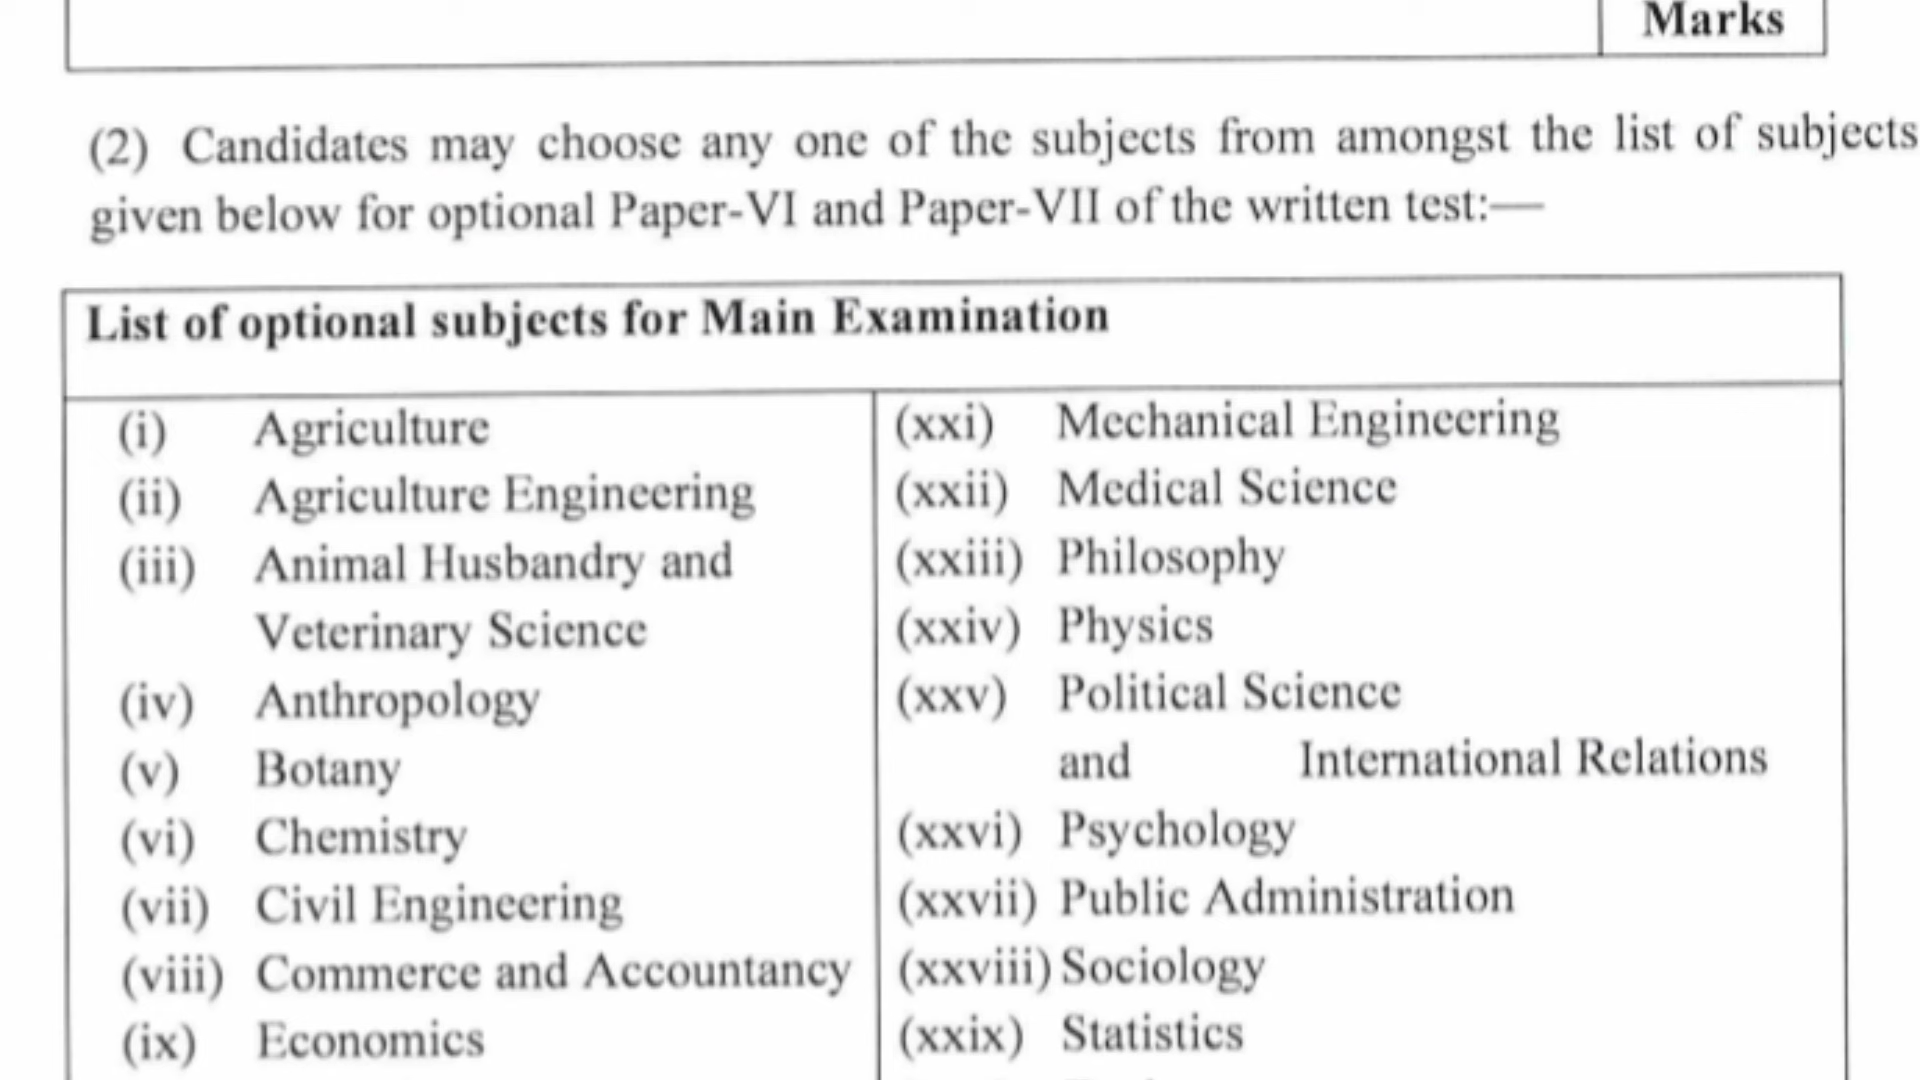 Marks
(2) Candidates may choose any one of the subjects from amongst the list of subjects
given below for optional Paper-VI and Paper-VII of the written test:—
List of optional subjects for Main Examination
(i) Agriculture
(ii) Agriculture Engineering
(iii) Animal Husbandry and
Veterinary Science
(iv) Anthropology
(v) Botany
(vi) Chemistry
(vii) Civil Engineering
(viii) Commerce and Accountancy
(ix) Economics
(xxi) Mechanical Engineering
(xxii) Medical Science
(xxiii) Philosophy
(xxiv) Physics
(xxv) Political Science
and International Relations
(xxvi) Psychology
(xxvii) Public Administration
(xxviii) Sociology
(xxix) Statistics